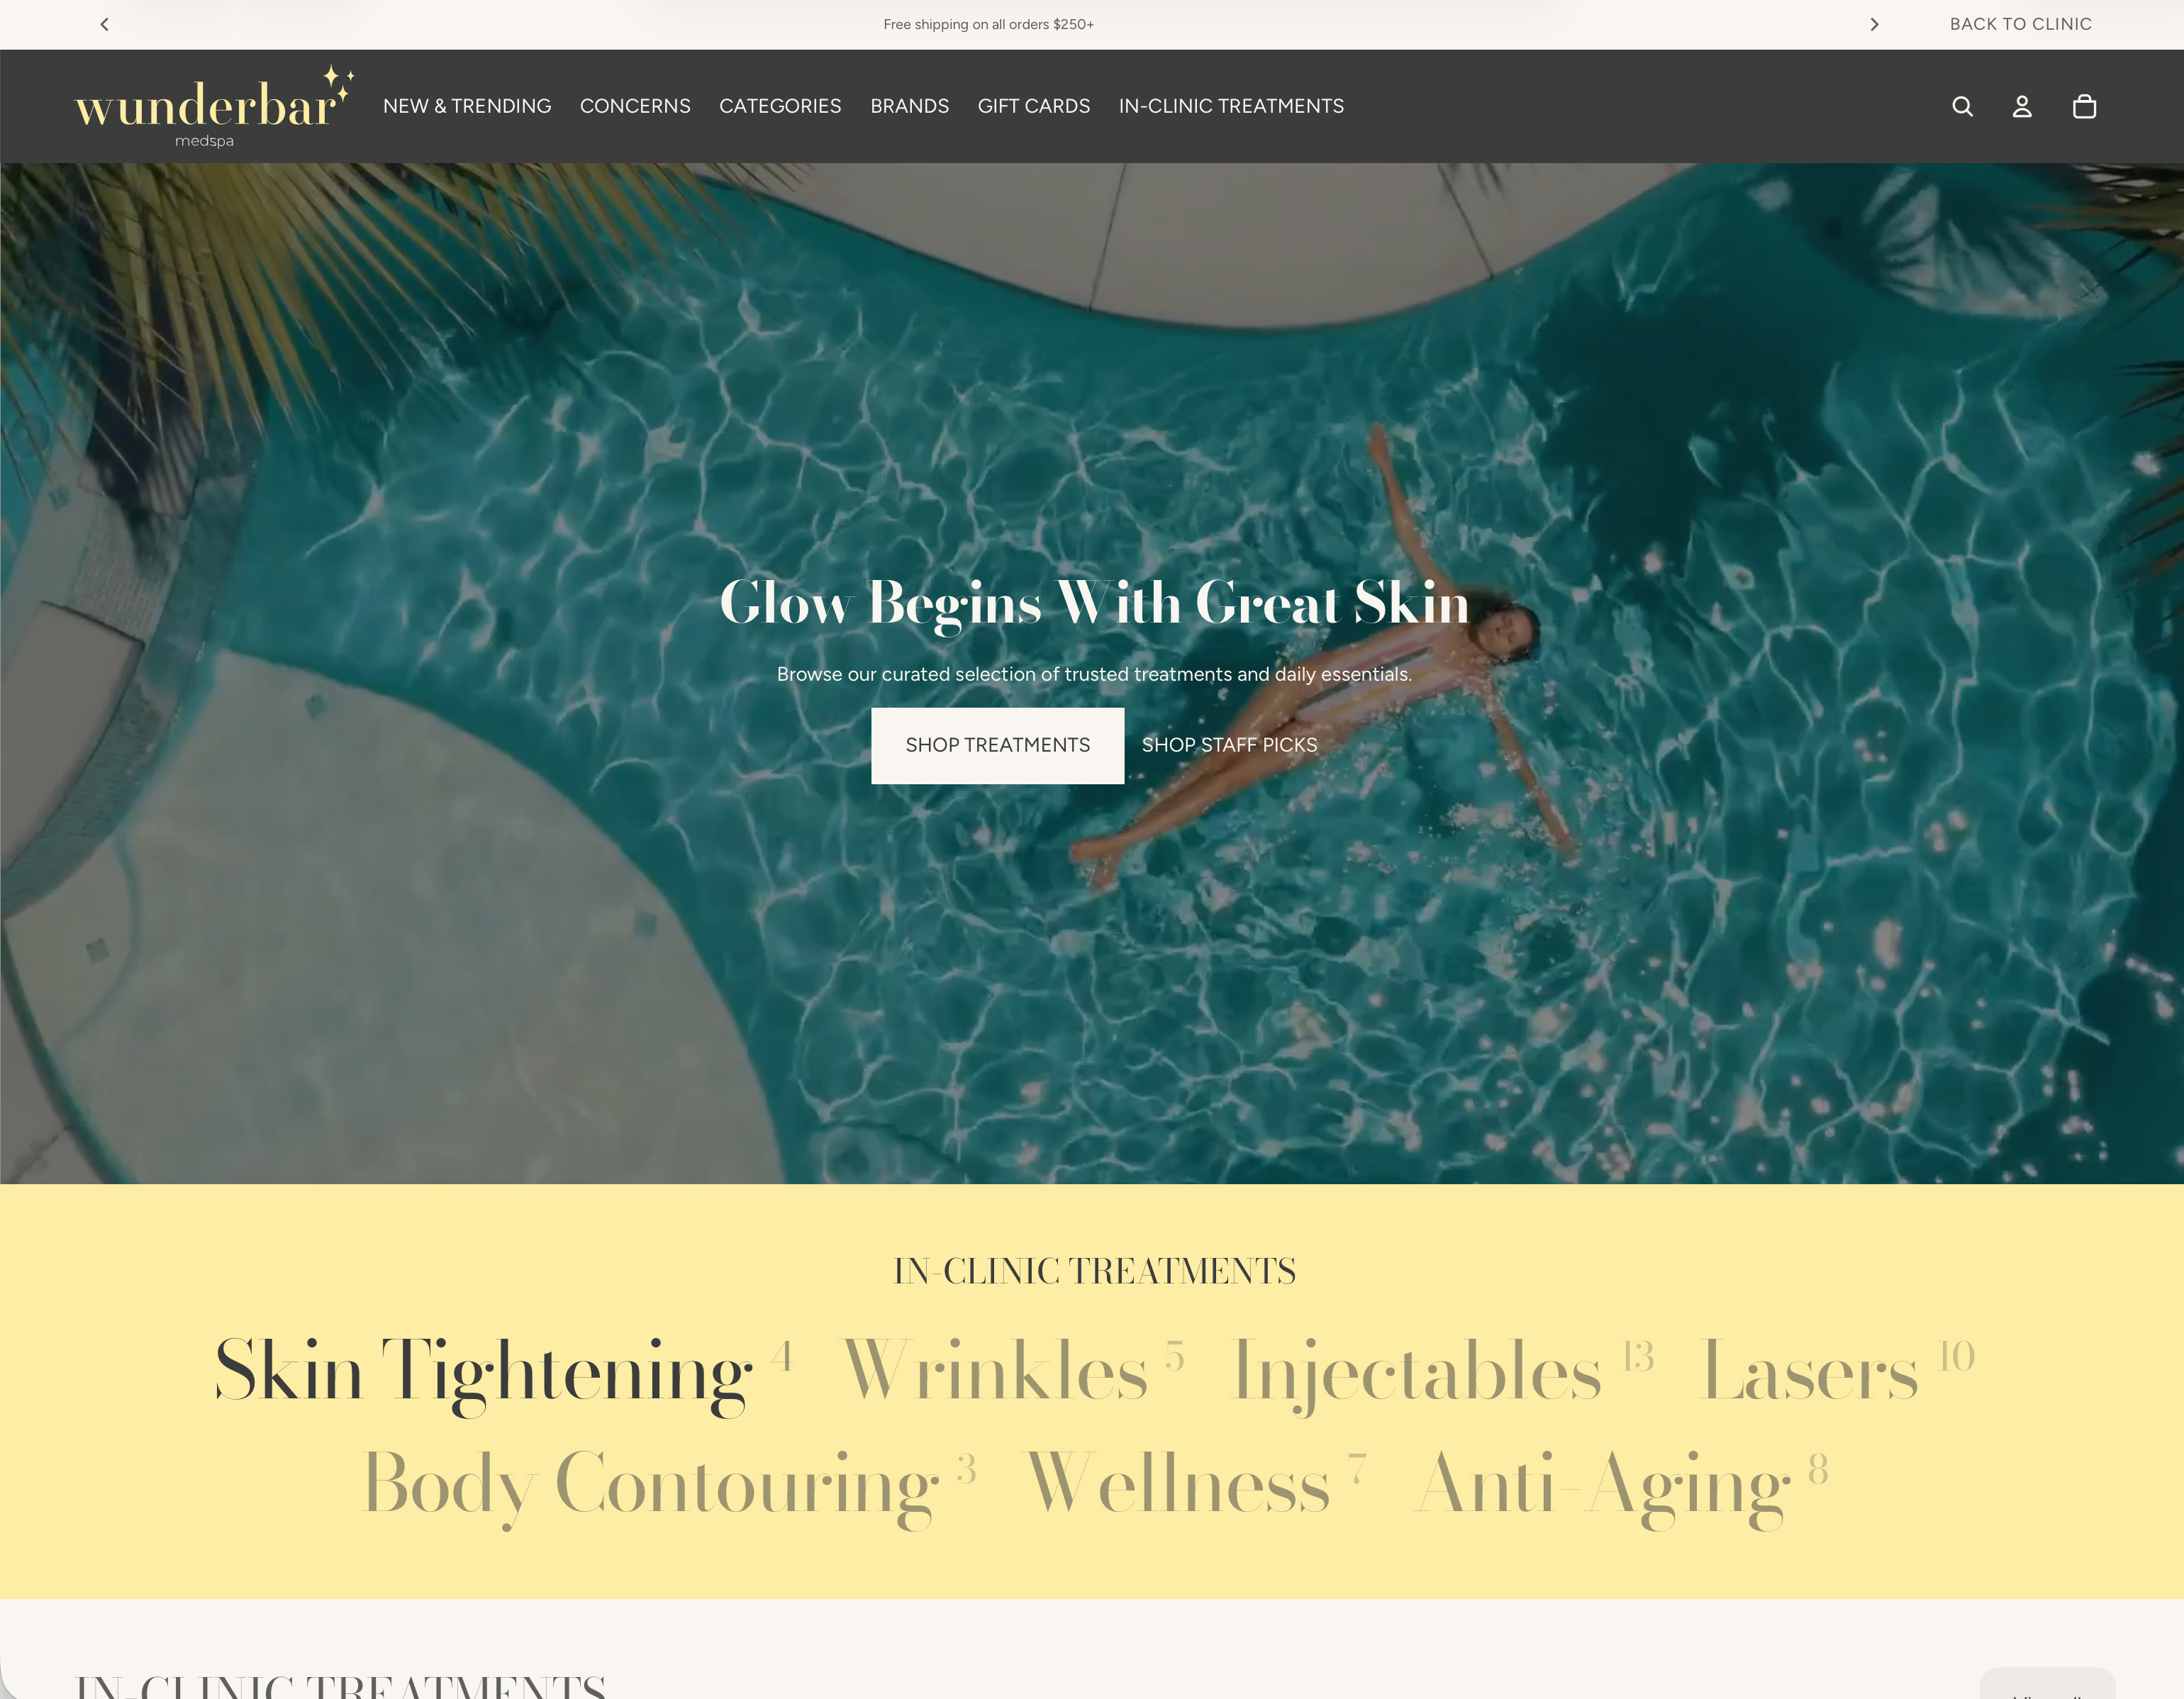 Free shipping on all orders $250+
BACK TO CLINIC
wunderbar
medspa
NEW & TRENDING CONCERNS CATEGORIES BRANDS GIFT CARDS IN-CLINIC TREATMENTS
Glow Begins With Great Skin
Browse our curated selection of trusted treatments and daily essentials.
SHOP TREATMENTS SHOP STAFF PICKS
IN-CLINIC TREATMENTS
Skin Tightening 4 Wrinkles 5 Injectables 13 Lasers 10
Body Contouring 3 Wellness 7 Anti-Aging 8
IN-CLINIC TREATMENTS